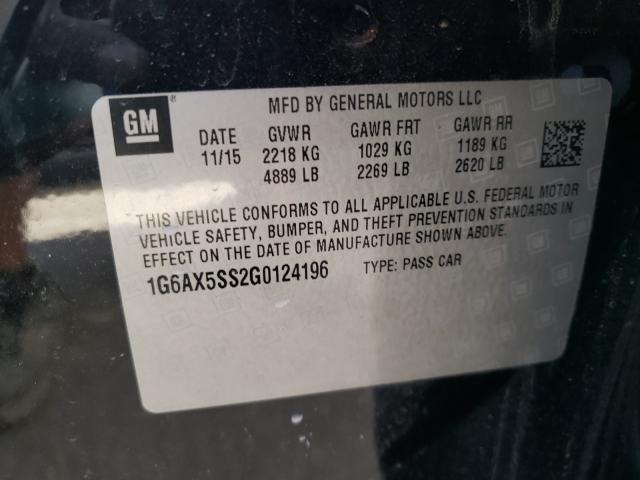 GM ®
MFD BY GENERAL MOTORS LLC
DATE GVWR GAWR FRT GAWR RR
11/15 2218 KG 1029 KG 1189 KG
4889 LB 2269 LB 2620 LB
THIS VEHICLE CONFORMS TO ALL APPLICABLE U.S. FEDERAL MOTOR
VEHICLE SAFETY, BUMPER, AND THEFT PREVENTION STANDARDS IN
EFFECT ON THE DATE OF MANUFACTURE SHOWN ABOVE.
1G6AX5SS2G0124196 TYPE: PASS CAR